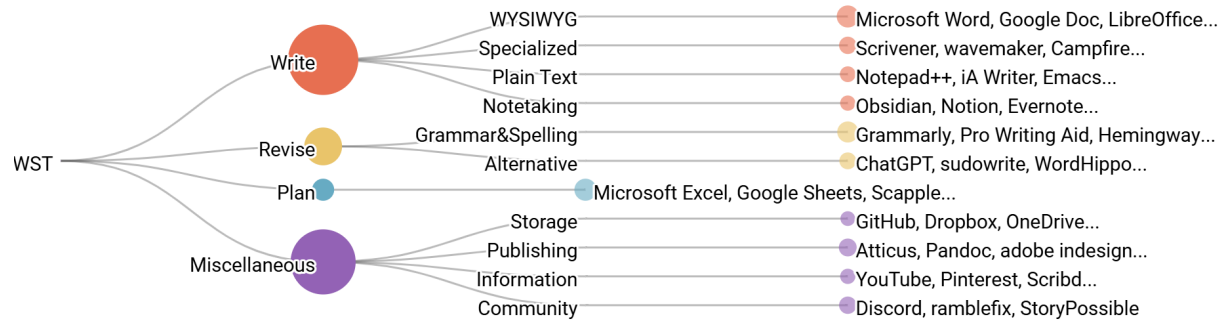 WST
Write
WYSIWYG
Microsoft Word, Google Doc, LibreOffice...
Specialized
Scrivener, wavemaker, Campfire...
Plain Text
Notepad++, iA Writer, Emacs...
Notetaking
Obsidian, Notion, Evernote...
Revise
Grammar&Spelling
Grammarly, Pro Writing Aid, Hemingway...
Alternative
ChatGPT, sudowrite, WordHippo...
Plan
Microsoft Excel, Google Sheets, Scapple...
Miscellaneous
Storage
GitHub, Dropbox, OneDrive...
Publishing
Atticus, Pandoc, adobe indesign...
Information
YouTube, Pinterest, Scribd...
Community
Discord, ramblefix, StoryPossible